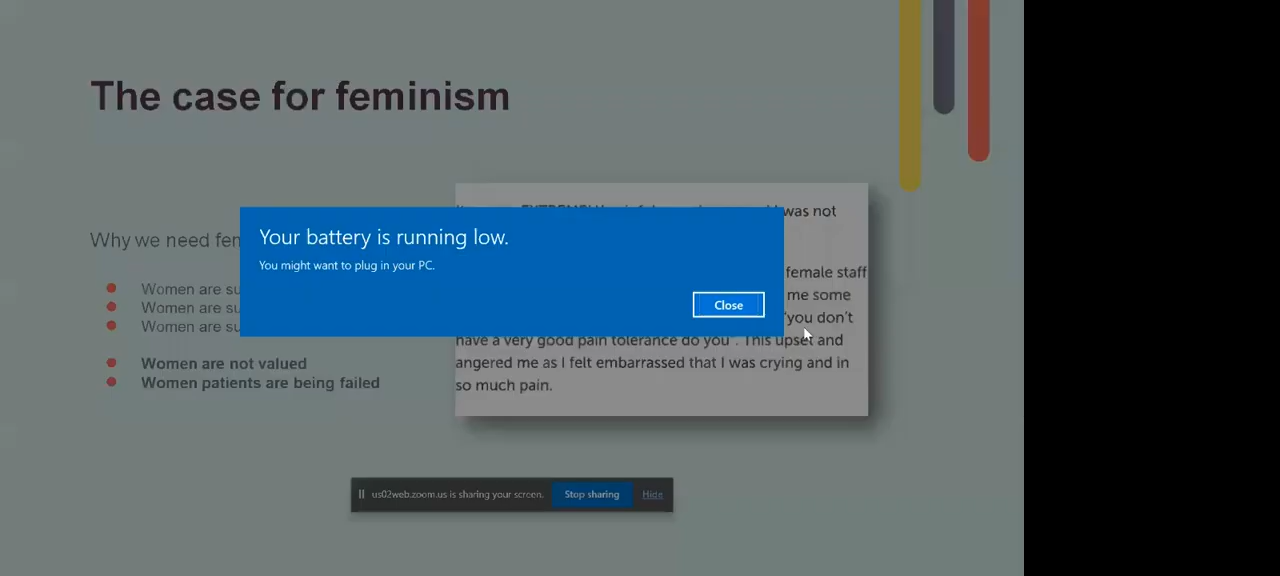 The case for feminism
Why we need fem
Women are su
Women are su
Women are su
Women are not valued
Women patients are being failed
was not
female staff
me some
"you don't
have a very good pain tolerance do you". This upset and
angered me as I felt embarrassed that I was crying and in
so much pain.
Your battery is running low.
You might want to plug in your PC.
Close
us02web.zoom.us is sharing your screen.
Stop sharing
Hide